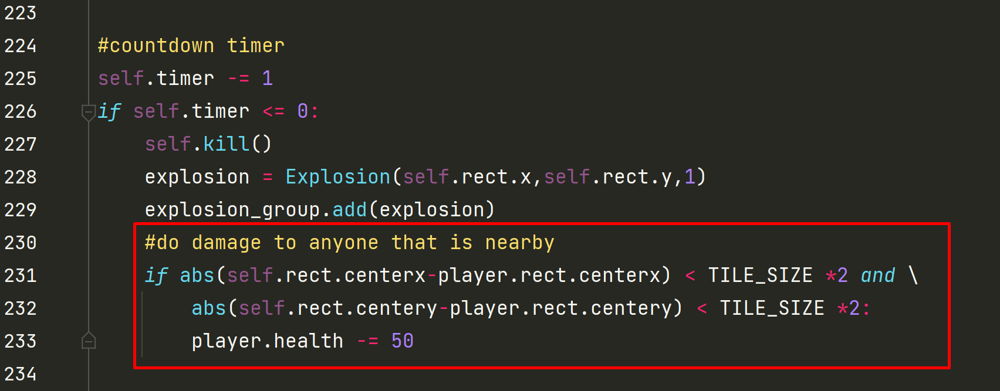 223
224 #countdown timer
225 self.timer -= 1
226 if self.timer <= 0:
227 self.kill()
228 explosion = Explosion(self.rect.x,self.rect.y,1)
229 explosion_group.add(explosion)
230 #do damage to anyone that is nearby
231 if abs(self.rect.centerx-player.rect.centerx) < TILE_SIZE *2 and \
232 abs(self.rect.centery-player.rect.centery) < TILE_SIZE *2:
233 player.health -= 50
234